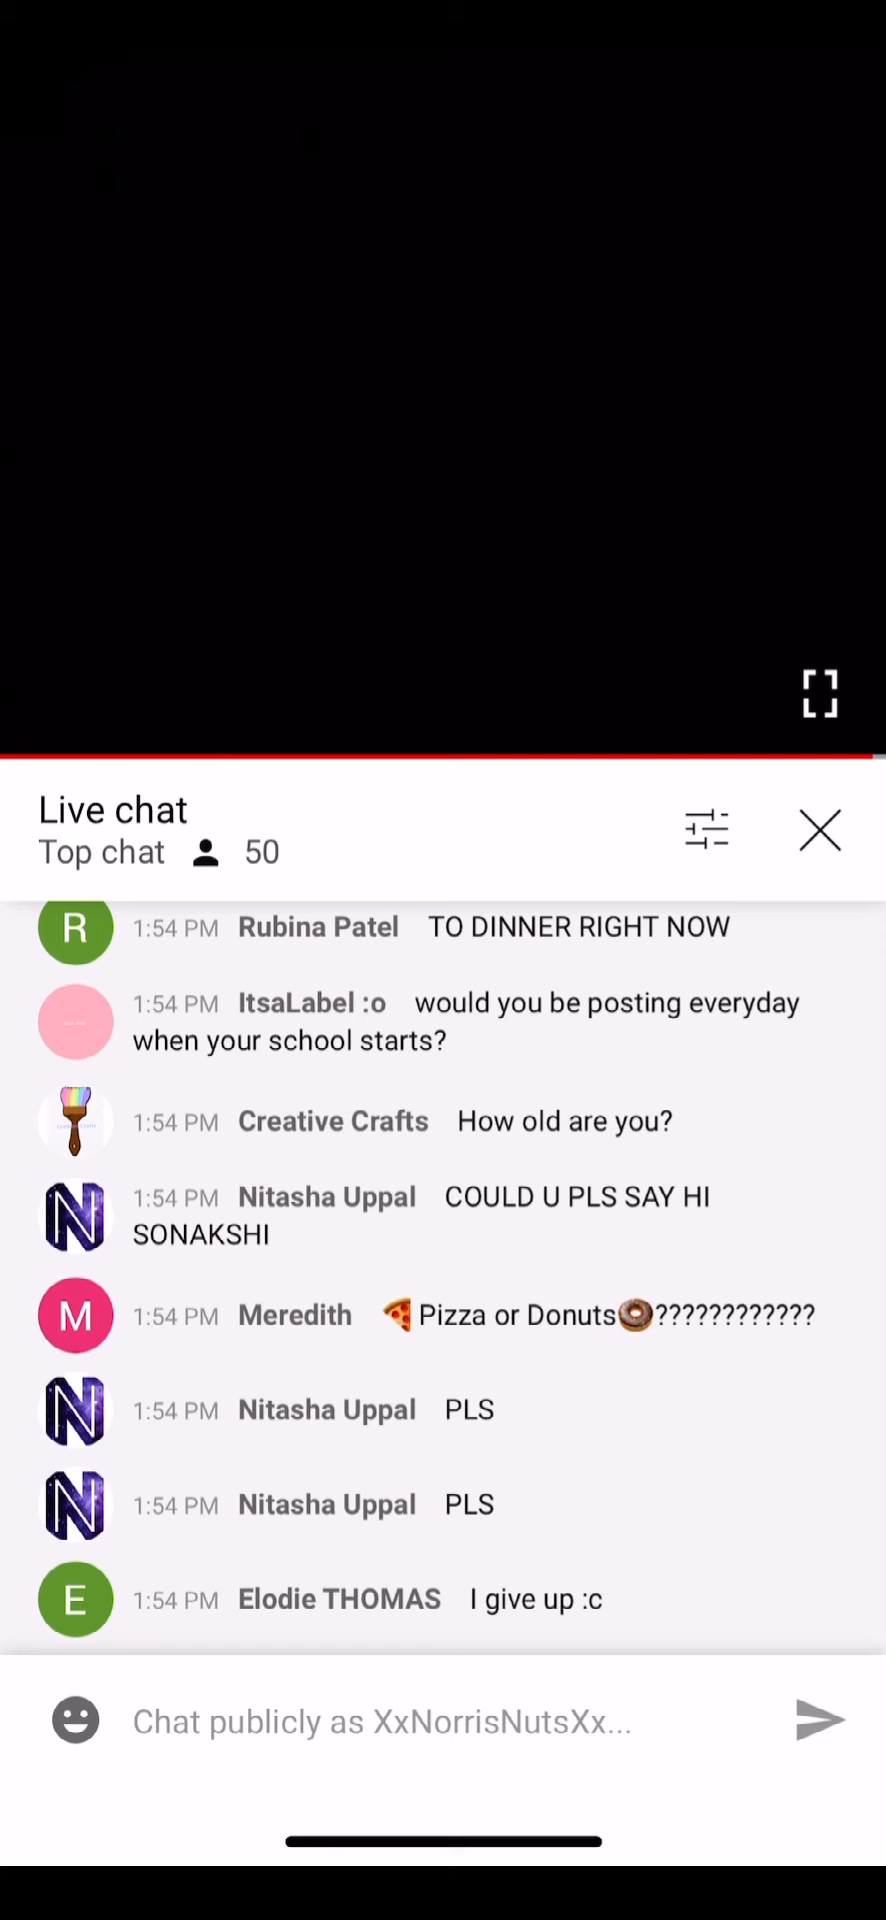 Live chat
Top chat 50
R 1:54 PM Rubina Patel TO DINNER RIGHT NOW
1:54 PM ItsaLabel :o would you be posting everyday
when your school starts?
1:54 PM Creative Crafts How old are you?
N 1:54 PM Nitasha Uppal COULD U PLS SAY HI
SONAKSHI
M 1:54 PM Meredith 🍕Pizza or Donuts🍩????????????
N 1:54 PM Nitasha Uppal PLS
N 1:54 PM Nitasha Uppal PLS
E 1:54 PM Elodie THOMAS I give up :c
Chat publicly as XxNorrisNutsXx...